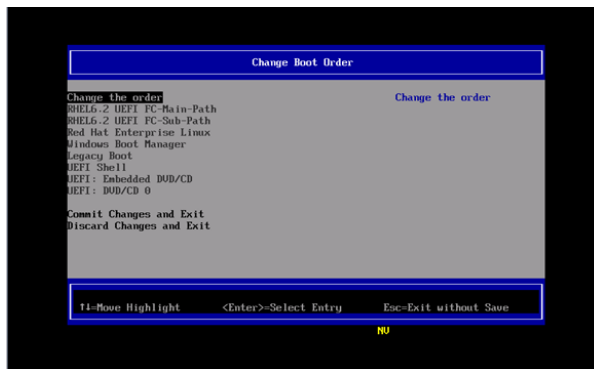 Change Boot Order
Change the order Change the order
RHEL6.2 UEFI FC-Main-Path
RHEL6.2 UEFI FC-Sub-Path
Red Hat Enterprise Linux
Windows Boot Manager
Legacy Boot
UEFI Shell
UEFI: Embedded DVD/CD
UEFI: DVD/CD 0
Commit Changes and Exit
Discard Changes and Exit
↑↓=Move Highlight <Enter>=Select Entry Esc=Exit without Save
NV